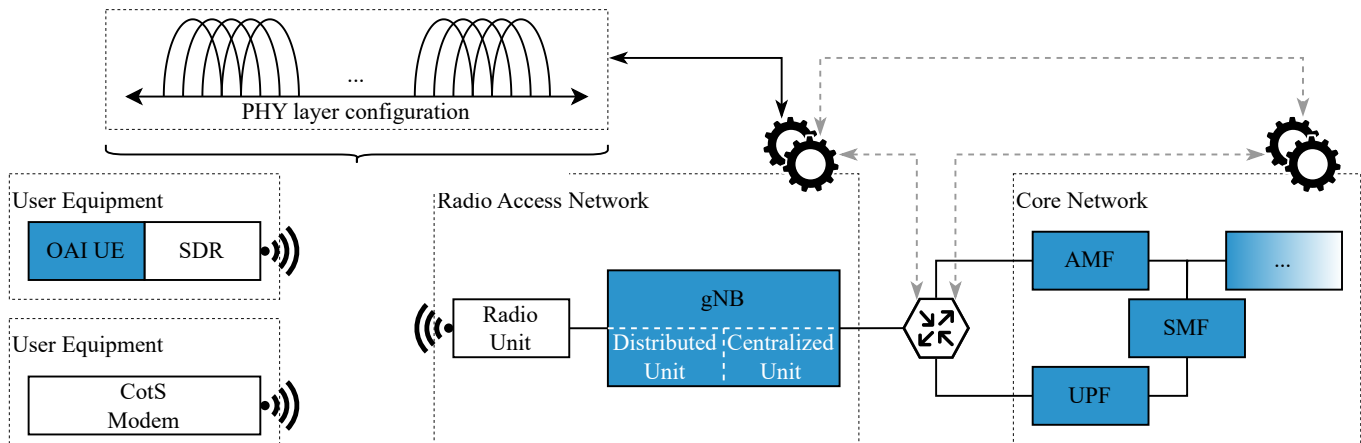 ...
PHY layer configuration
User Equipment
OAI UE
SDR
User Equipment
CotS
Modem
Radio Access Network
Radio
Unit
gNB
Distributed
Unit
Centralized
Unit
Core Network
AMF
...
SMF
UPF